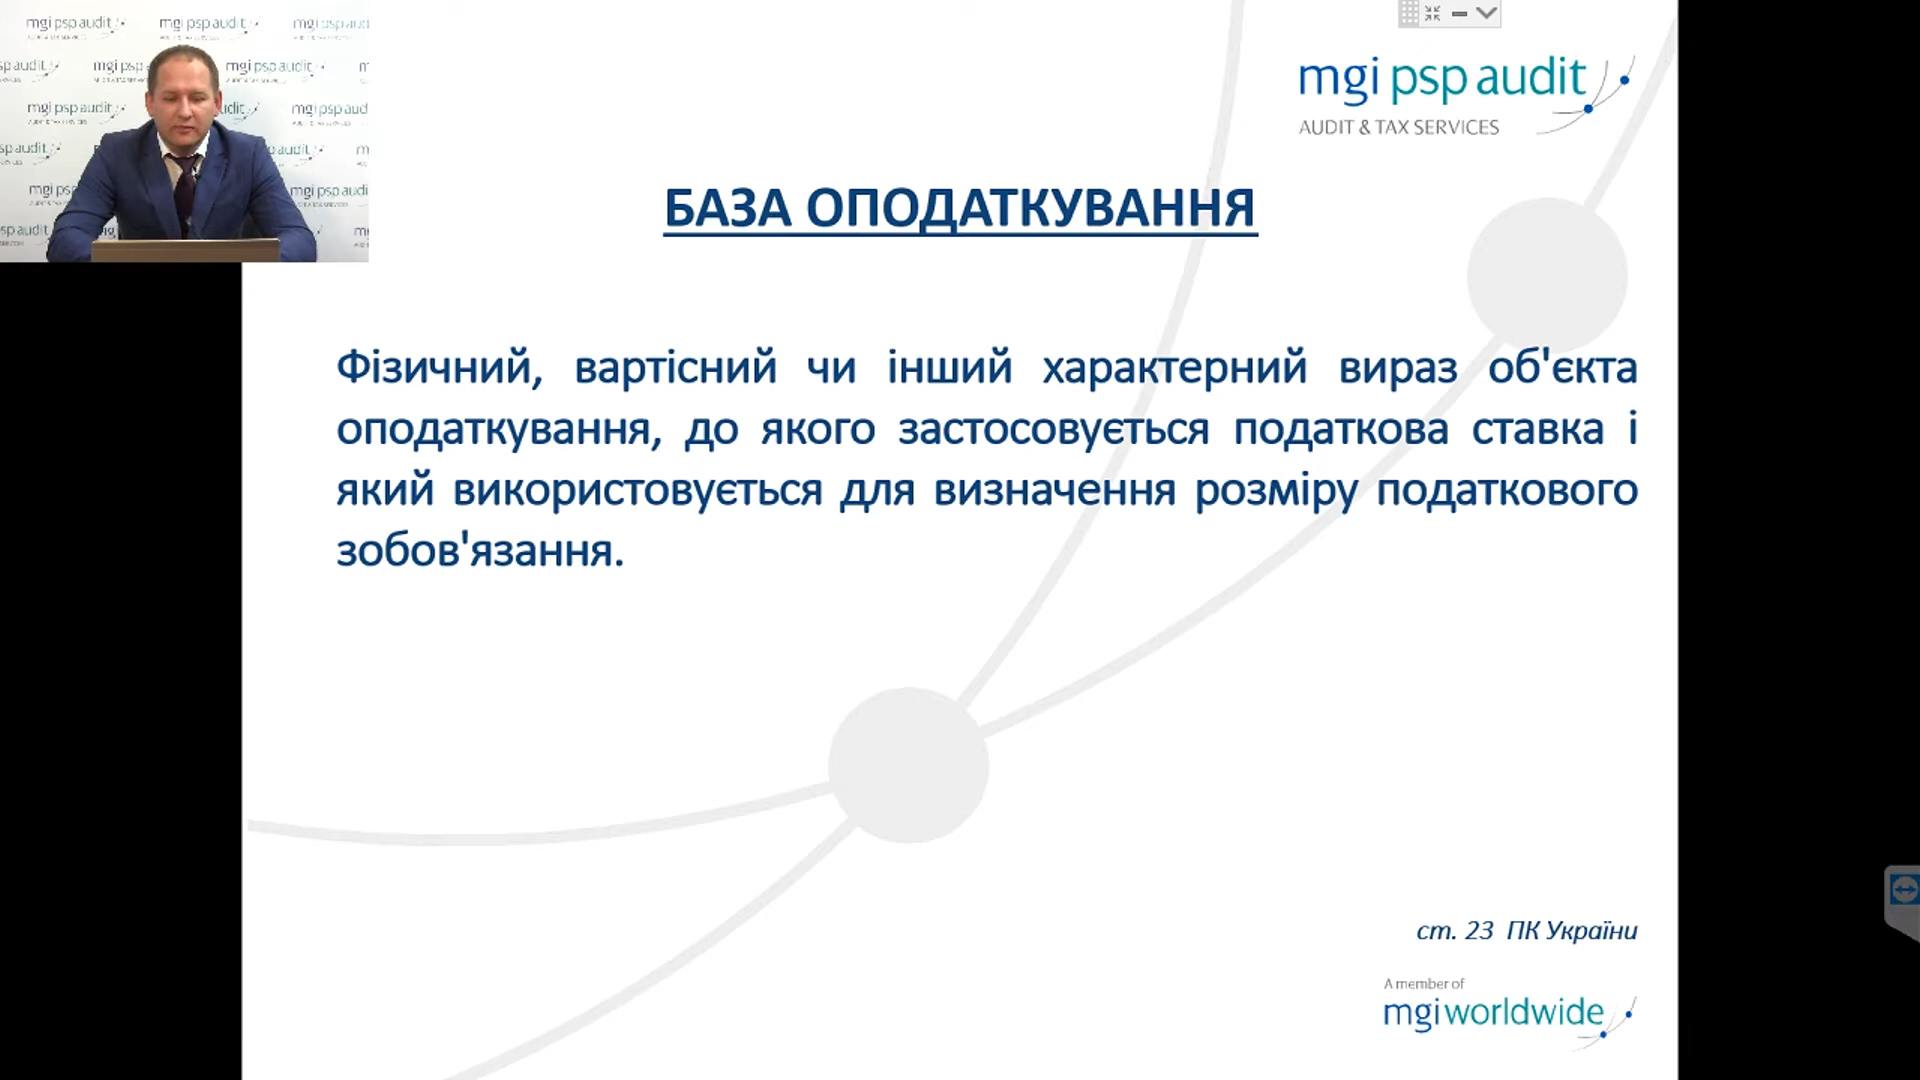 mgi psp audit
AUDIT & TAX SERVICES
БАЗА ОПОДАТКУВАННЯ
Фізичний, вартісний чи інший характерний вираз об'єкта
оподаткування, до якого застосовується податкова ставка і
який використовується для визначення розміру податкового
зобов'язання.
ст. 23 ПК України
A member of
mgi worldwide